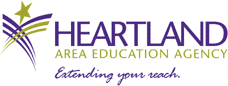 HEARTLAND
AREA EDUCATION AGENCY
Extending your reach.